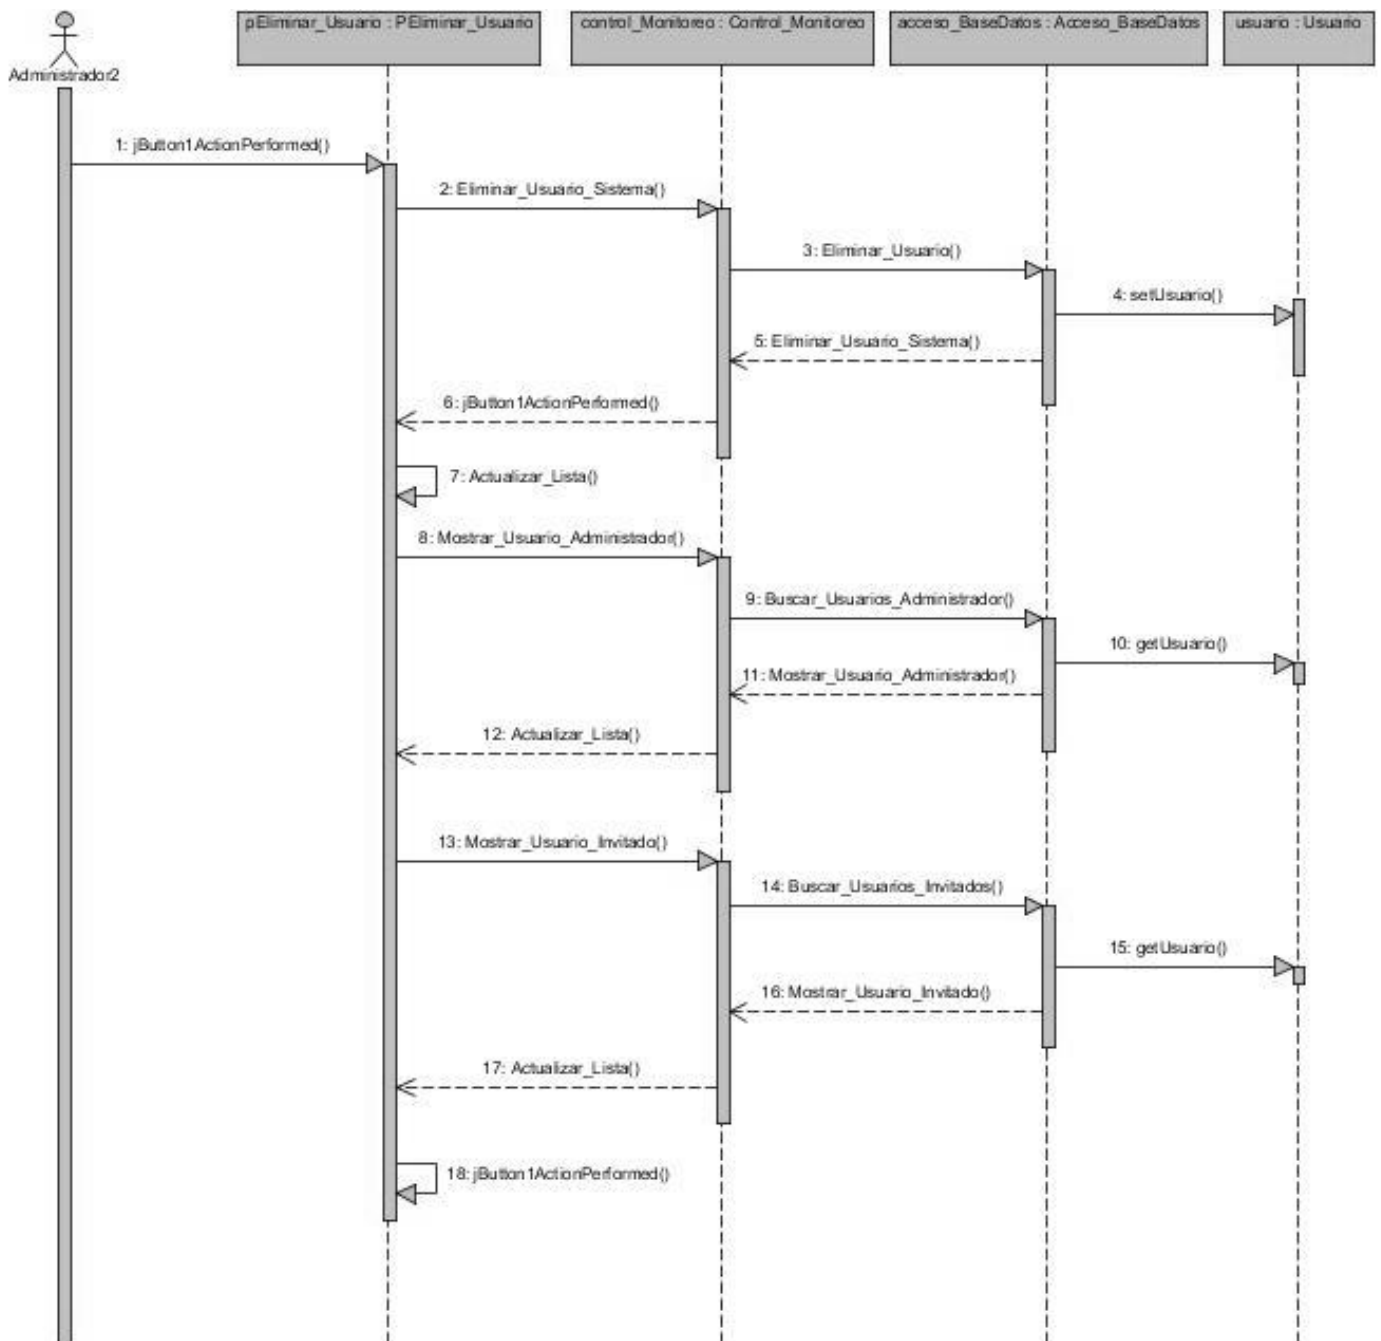 pEliminar_Usuario : PEliminar_Usuario
control_Monitoreo : Control_Monitoreo
acceso_BaseDatos : Acceso_BaseDatos
usuario : Usuario
Administrador2
1: jButton1ActionPerformed()
2: Eliminar_Usuario_Sistema()
3: Eliminar_Usuario()
4: setUsuario()
5: Eliminar_Usuario_Sistema()
6: jButton1ActionPerformed()
7: Actualizar_Lista()
8: Mostrar_Usuario_Administrador()
9: Buscar_Usuarios_Administrador()
10: getUsuario()
11: Mostrar_Usuario_Administrador()
12: Actualizar_Lista()
13: Mostrar_Usuario_Invitado()
14: Buscar_Usuarios_Invitados()
15: getUsuario()
16: Mostrar_Usuario_Invitado()
17: Actualizar_Lista()
18: jButton1ActionPerformed()